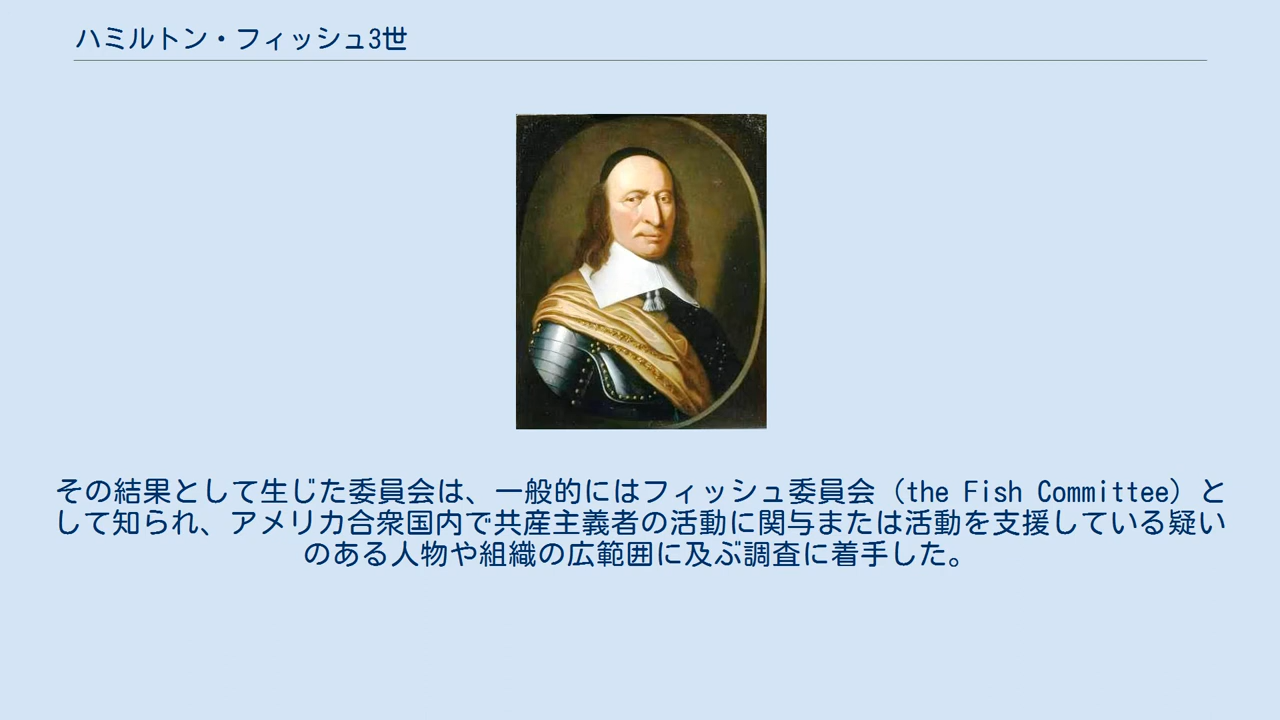 ハミルトン・フィッシュ3世
その結果として生じた委員会は、一般的にはフィッシュ委員会（the Fish Committee）と
して知られ、アメリカ合衆国内で共産主義者の活動に関与または活動を支援している疑い
のある人物や組織の広範囲に及ぶ調査に着手した。